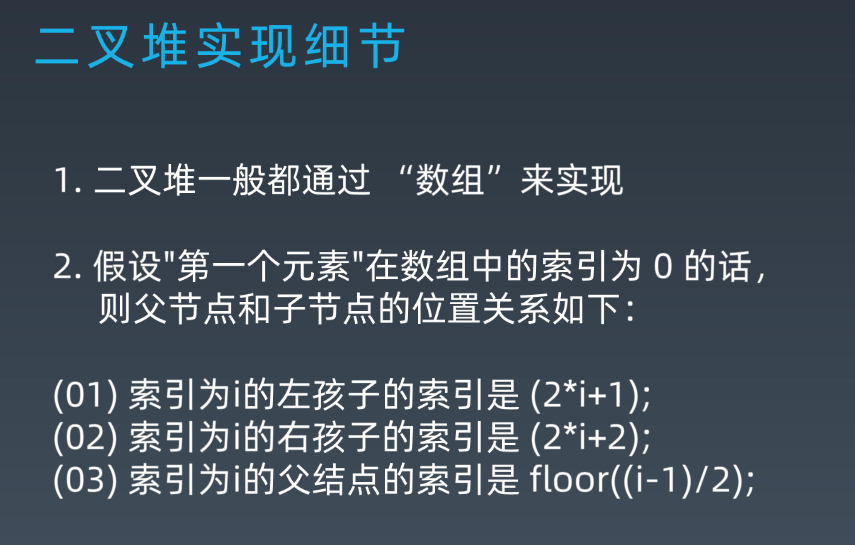 二叉堆实现细节
1. 二叉堆一般都通过 “数组” 来实现
2. 假设"第一个元素"在数组中的索引为 0 的话，
则父节点和子节点的位置关系如下：
(01) 索引为i的左孩子的索引是 (2*i+1);
(02) 索引为i的右孩子的索引是 (2*i+2);
(03) 索引为i的父结点的索引是 floor((i-1)/2);